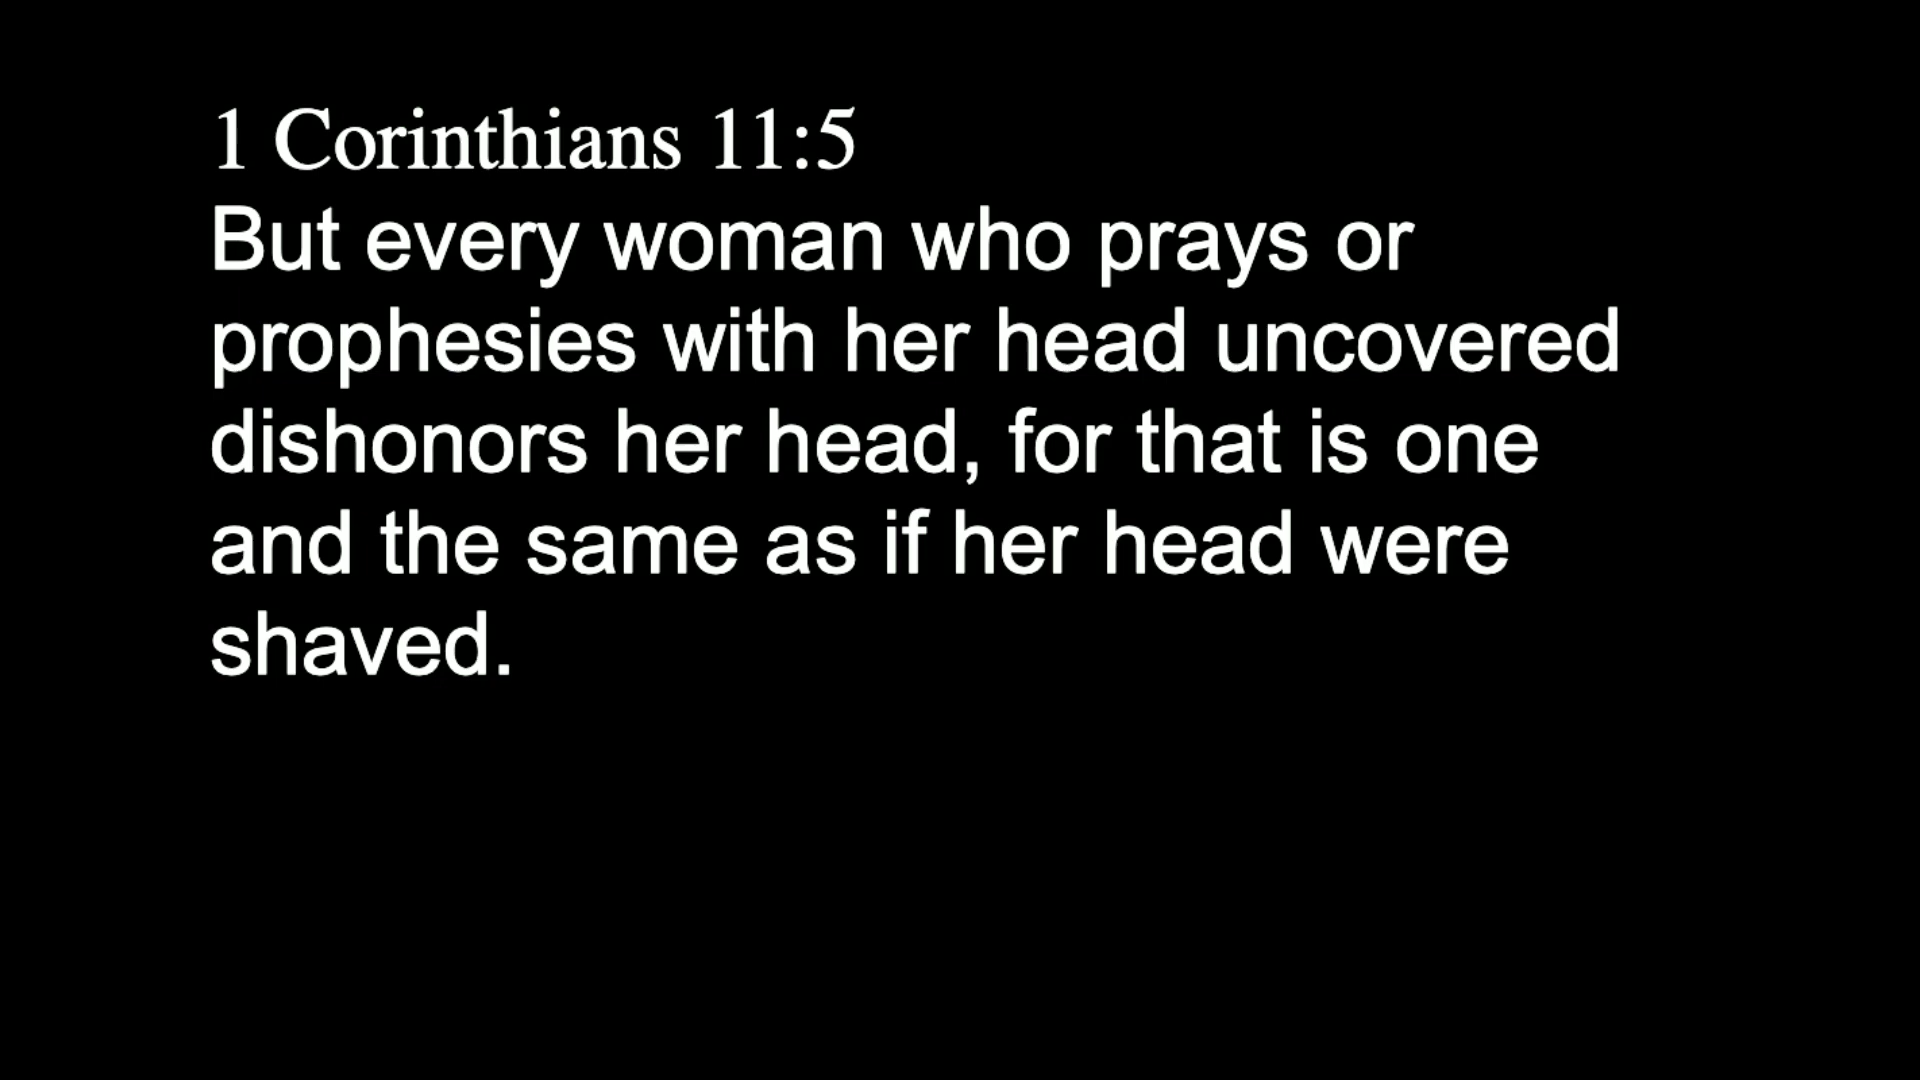 1 Corinthians 11:5
But every woman who prays or
prophesies with her head uncovered
dishonors her head, for that is one
and the same as if her head were
shaved.